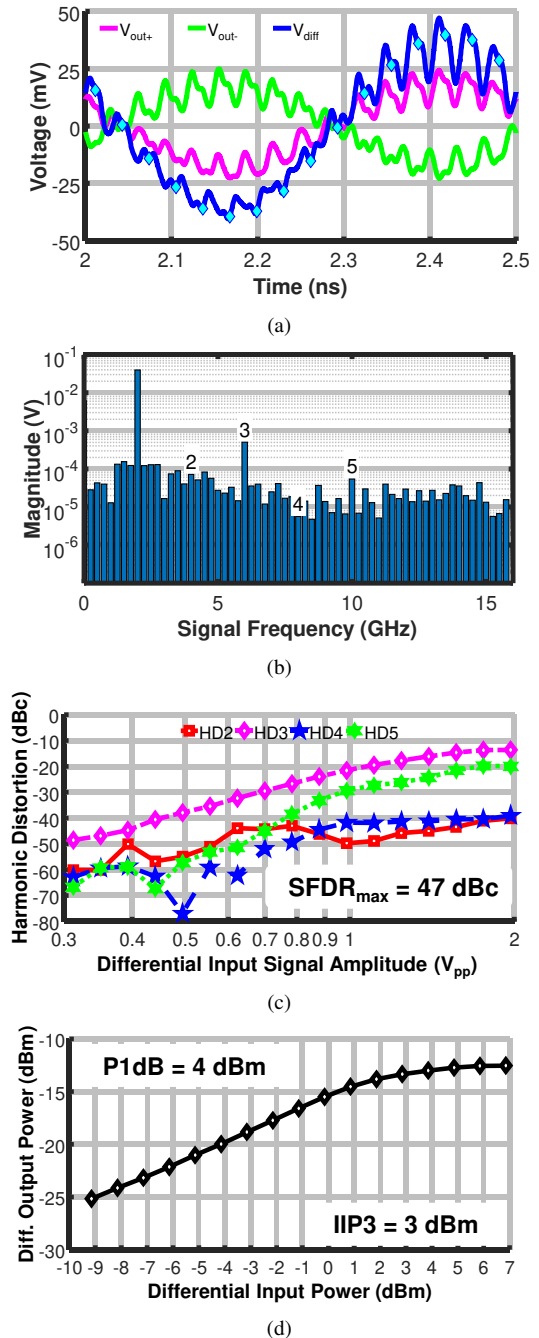 50
V_out+ V_out- V_diff
25
0
-25
-50
Voltage (mV)
2 2.1 2.2 2.3 2.4 2.5
Time (ns)
(a)
10^-1
10^-2
10^-3
10^-4
10^-5
10^-6
Magnitude (V)
2 3 4 5
0 5 10 15
Signal Frequency (GHz)
(b)
0
-10
-20
-30
-40
-50
-60
-70
-80
Harmonic Distortion (dBc)
HD2 HD3 HD4 HD5
SFDR_max = 47 dBc
0.3 0.4 0.5 0.6 0.7 0.8 0.9 1 2
Differential Input Signal Amplitude (V_pp)
(c)
-10
-15
-20
-25
-30
Diff. Output Power (dBm)
P1dB = 4 dBm
IIP3 = 3 dBm
-10 -9 -8 -7 -6 -5 -4 -3 -2 -1 0 1 2 3 4 5 6 7
Differential Input Power (dBm)
(d)